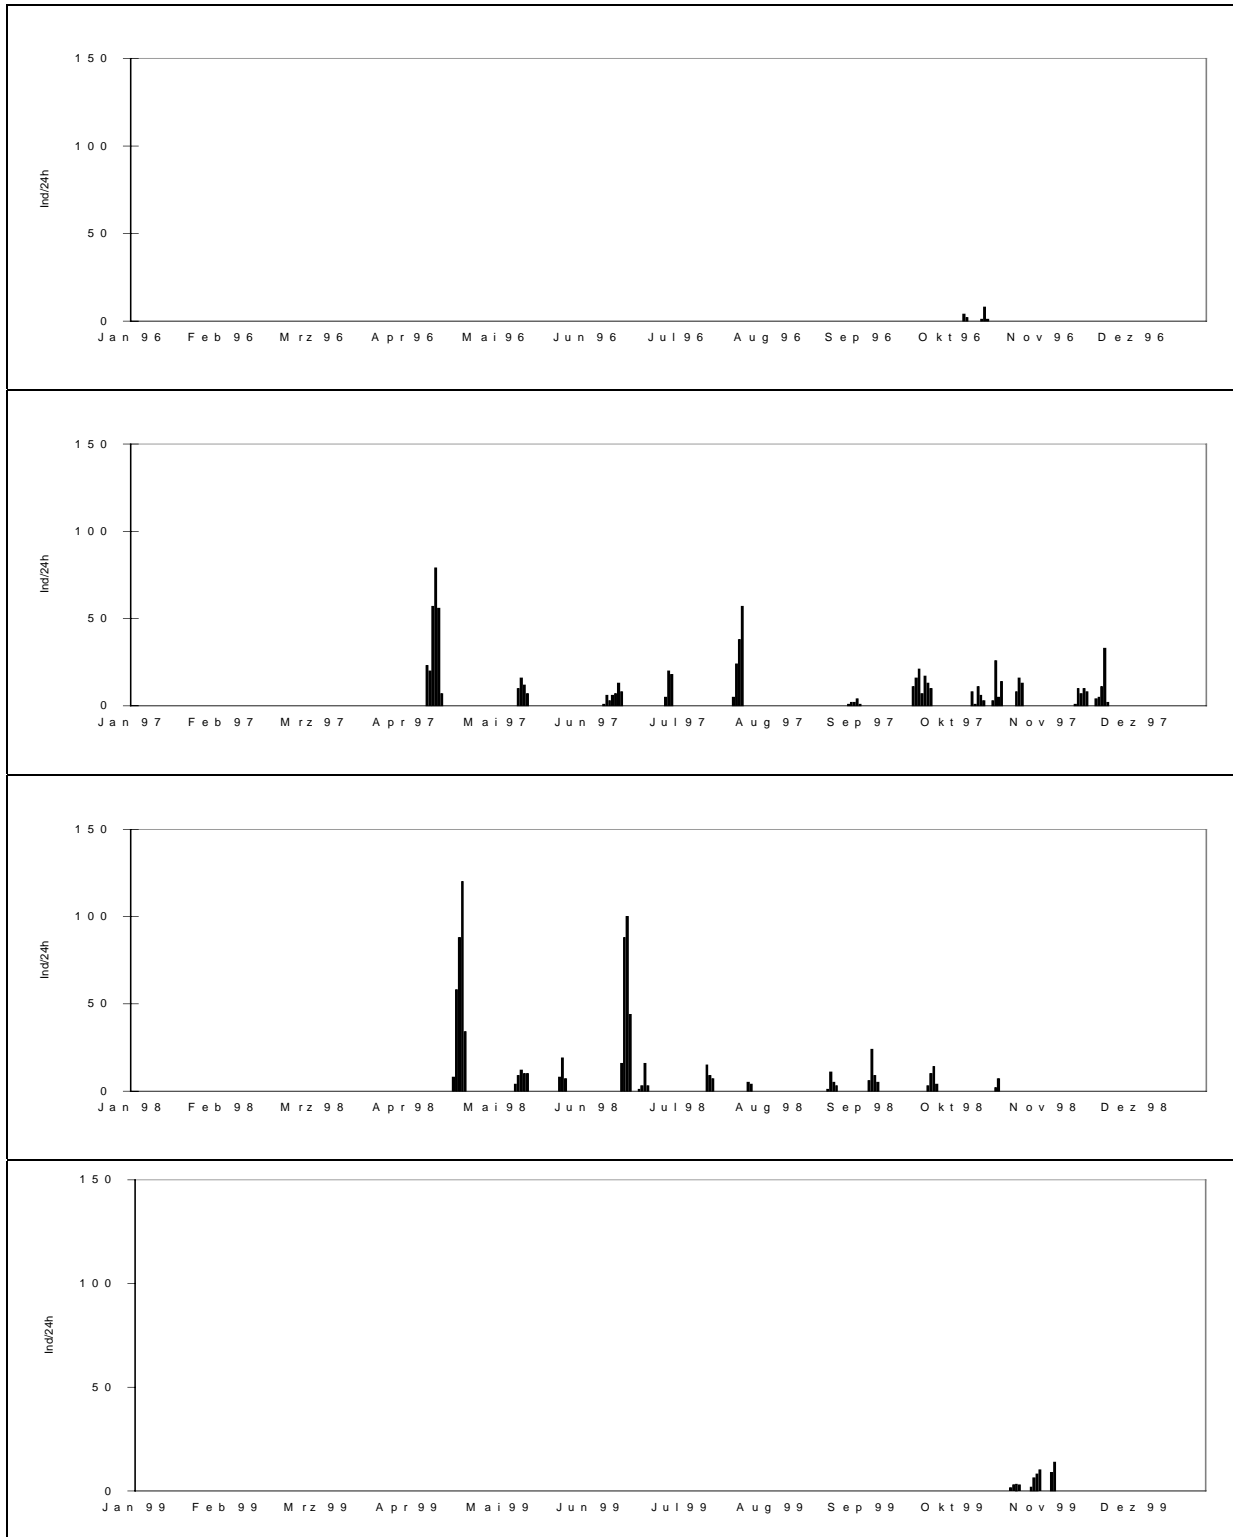 150
100
50
0
Ind/24h
Jan 96 Feb 96 Mrz 96 Apr 96 Mai 96 Jun 96 Jul 96 Aug 96 Sep 96 Okt 96 Nov 96 Dez 96
150
100
50
0
Ind/24h
Jan 97 Feb 97 Mrz 97 Apr 97 Mai 97 Jun 97 Jul 97 Aug 97 Sep 97 Okt 97 Nov 97 Dez 97
150
100
50
0
Ind/24h
Jan 98 Feb 98 Mrz 98 Apr 98 Mai 98 Jun 98 Jul 98 Aug 98 Sep 98 Okt 98 Nov 98 Dez 98
150
100
50
0
Ind/24h
Jan 99 Feb 99 Mrz 99 Apr 99 Mai 99 Jun 99 Jul 99 Aug 99 Sep 99 Okt 99 Nov 99 Dez 99